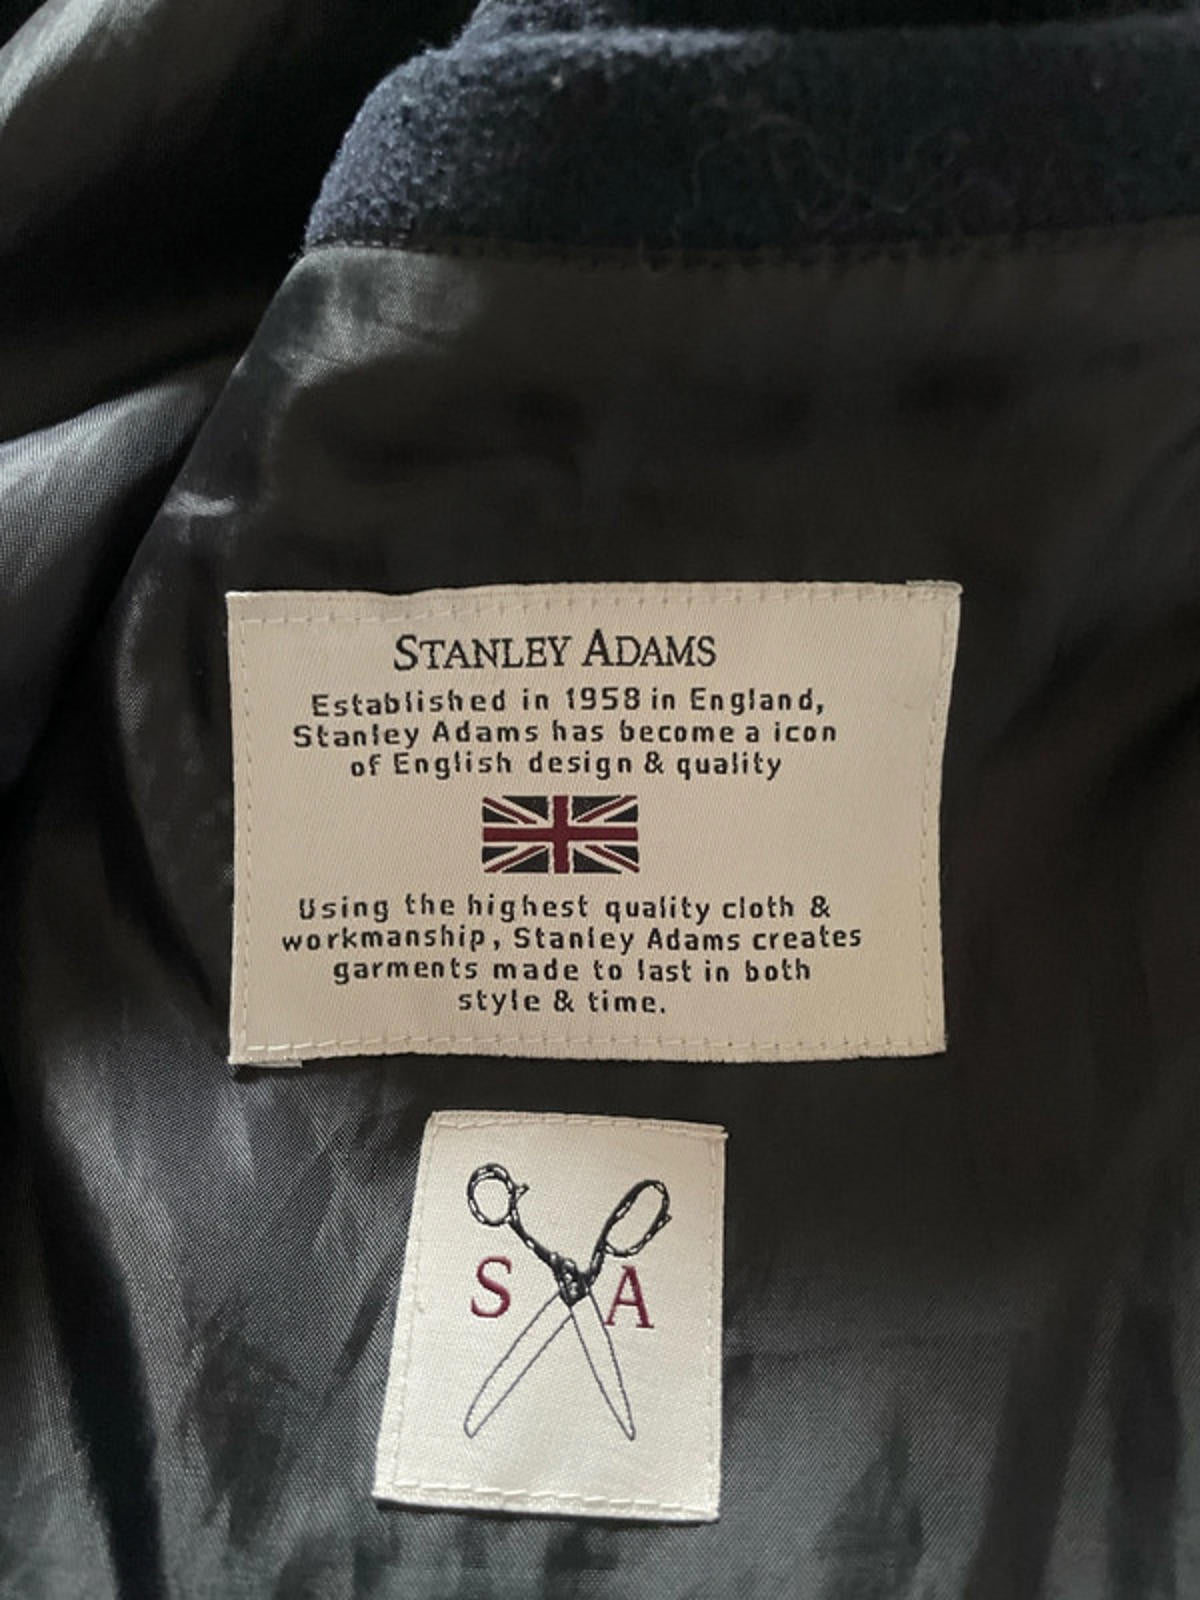 STANLEY ADAMS
Established in 1958 in England,
Stanley Adams has become a icon
of English design & quality
Using the highest quality cloth &
workmanship, Stanley Adams creates
garments made to last in both
style & time.
S A